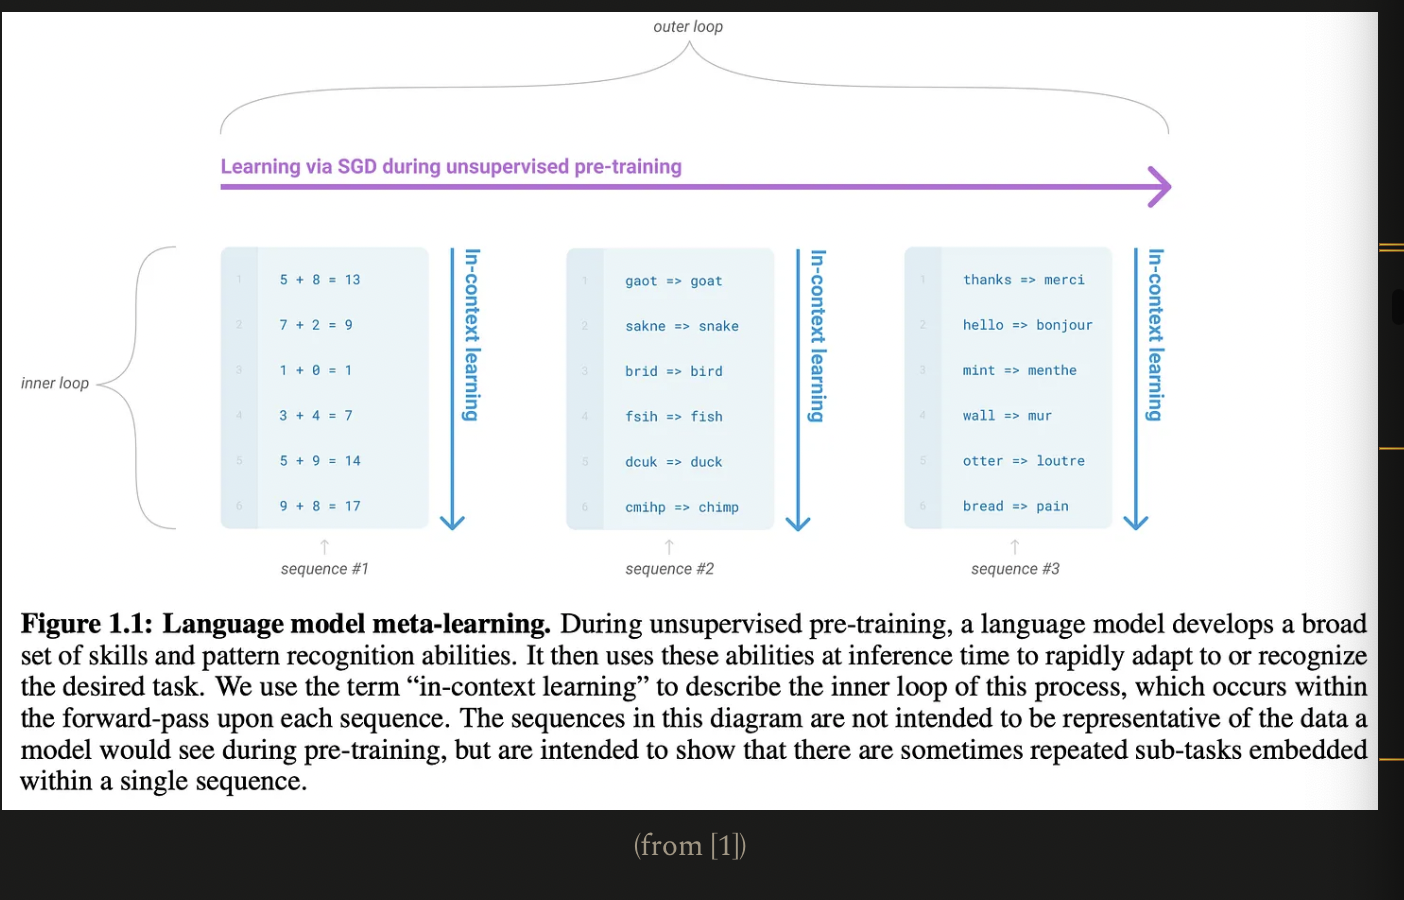 outer loop
Learning via SGD during unsupervised pre-training
inner loop
1 5 + 8 = 13
2 7 + 2 = 9
3 1 + 0 = 1
4 3 + 4 = 7
5 5 + 9 = 14
6 9 + 8 = 17
In-context learning
sequence #1
1 gaot => goat
2 sakne => snake
3 brid => bird
4 fsih => fish
5 dcuk => duck
6 cmihp => chimp
In-context learning
sequence #2
1 thanks => merci
2 hello => bonjour
3 mint => menthe
4 wall => mur
5 otter => loutre
6 bread => pain
In-context learning
sequence #3
Figure 1.1: Language model meta-learning. During unsupervised pre-training, a language model develops a broad
set of skills and pattern recognition abilities. It then uses these abilities at inference time to rapidly adapt to or recognize
the desired task. We use the term “in-context learning” to describe the inner loop of this process, which occurs within
the forward-pass upon each sequence. The sequences in this diagram are not intended to be representative of the data a
model would see during pre-training, but are intended to show that there are sometimes repeated sub-tasks embedded
within a single sequence.
(from [1])